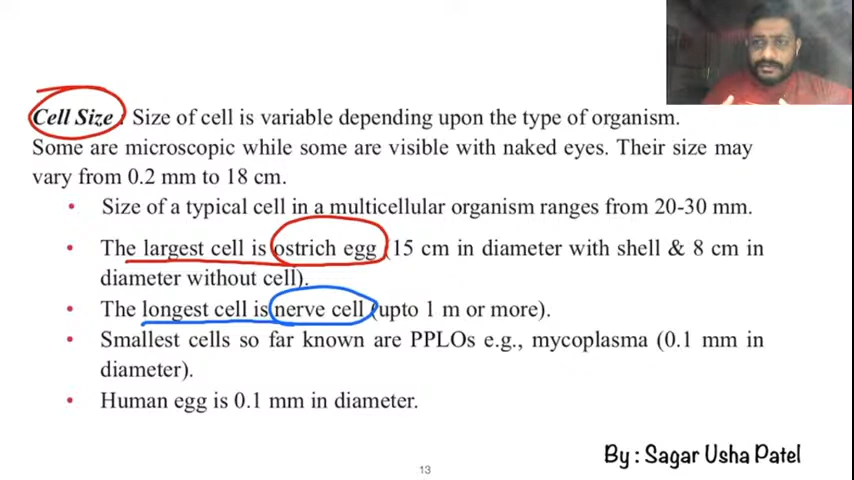 Cell Size : Size of cell is variable depending upon the type of organism.
Some are microscopic while some are visible with naked eyes. Their size may
vary from 0.2 mm to 18 cm.
• Size of a typical cell in a multicellular organism ranges from 20-30 mm.
• The largest cell is ostrich egg (15 cm in diameter with shell & 8 cm in
diameter without cell).
• The longest cell is nerve cell (upto 1 m or more).
• Smallest cells so far known are PPLOs e.g., mycoplasma (0.1 mm in
diameter).
• Human egg is 0.1 mm in diameter.
By : Sagar Usha Patel
13